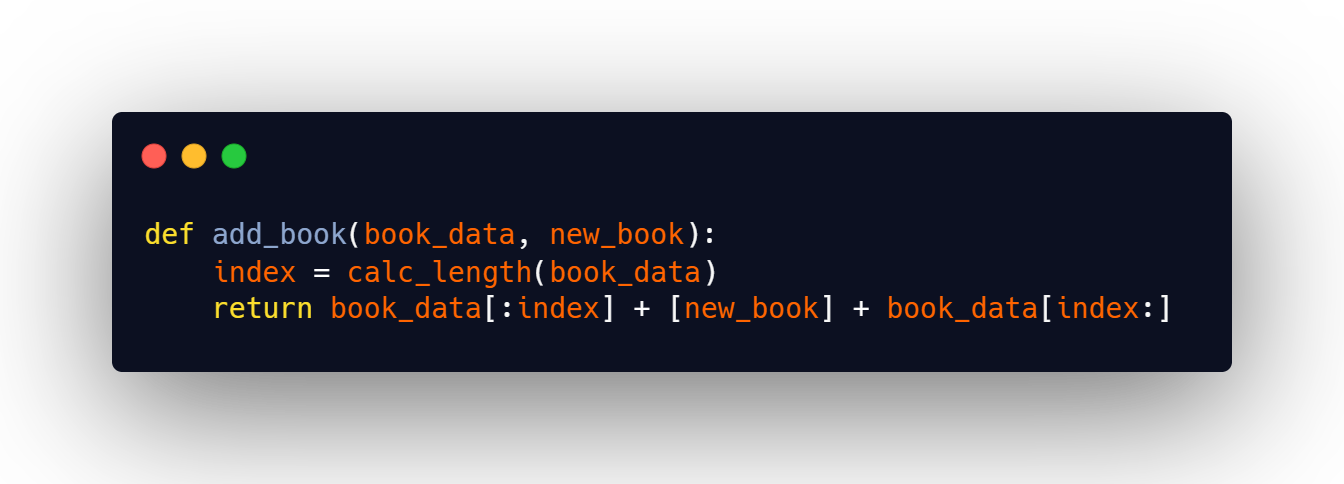 def add_book(book_data, new_book):
    index = calc_length(book_data)
    return book_data[:index] + [new_book] + book_data[index:]